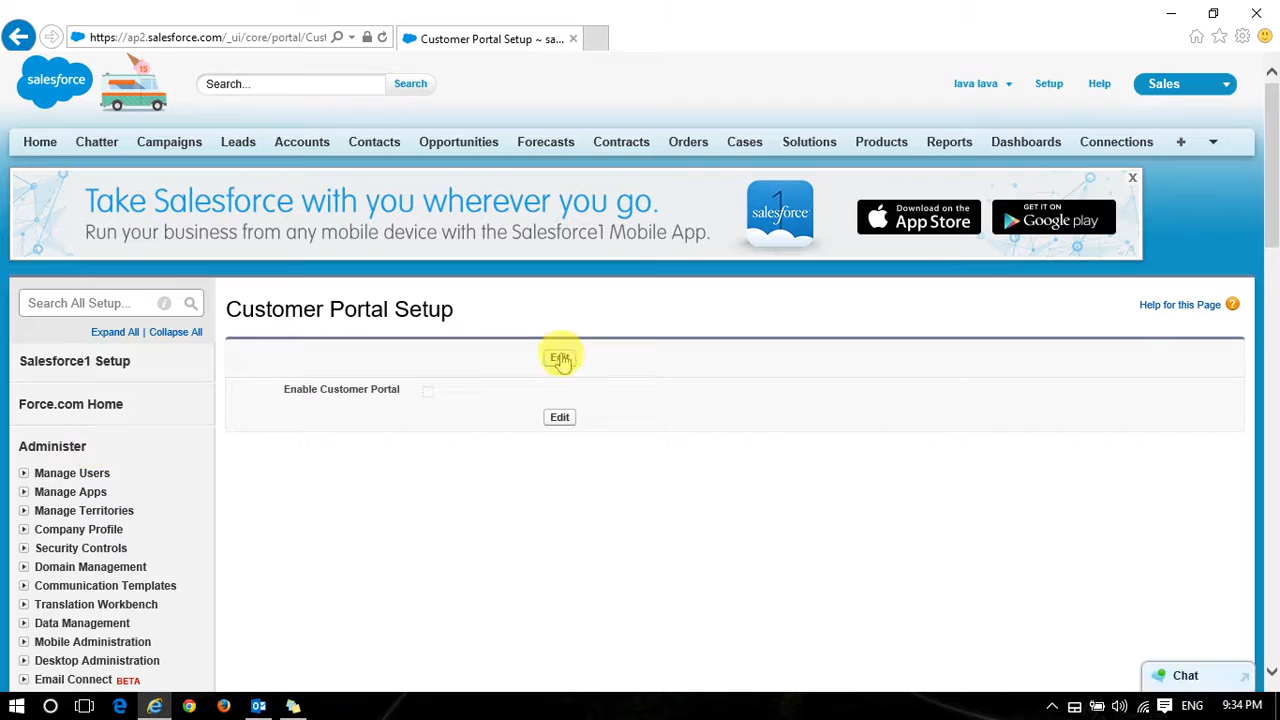 https://ap2.salesforce.com/_ui/core/portal/Cust
Customer Portal Setup ~ sa...
salesforce
15
Search...
Search
lava lava
Setup
Help
Sales
Home
Chatter
Campaigns
Leads
Accounts
Contacts
Opportunities
Forecasts
Contracts
Orders
Cases
Solutions
Products
Reports
Dashboards
Connections
+
Take Salesforce with you wherever you go.
Run your business from any mobile device with the Salesforce1 Mobile App.
1
salesforce
Download on the
App Store
GET IT ON
Google play
X
Search All Setup...
Expand All | Collapse All
Salesforce1 Setup
Force.com Home
Administer
Manage Users
Manage Apps
Manage Territories
Company Profile
Security Controls
Domain Management
Communication Templates
Translation Workbench
Data Management
Mobile Administration
Desktop Administration
Email Connect BETA
Customer Portal Setup
Help for this Page
Edit
Enable Customer Portal
Edit
Chat
ENG
9:34 PM